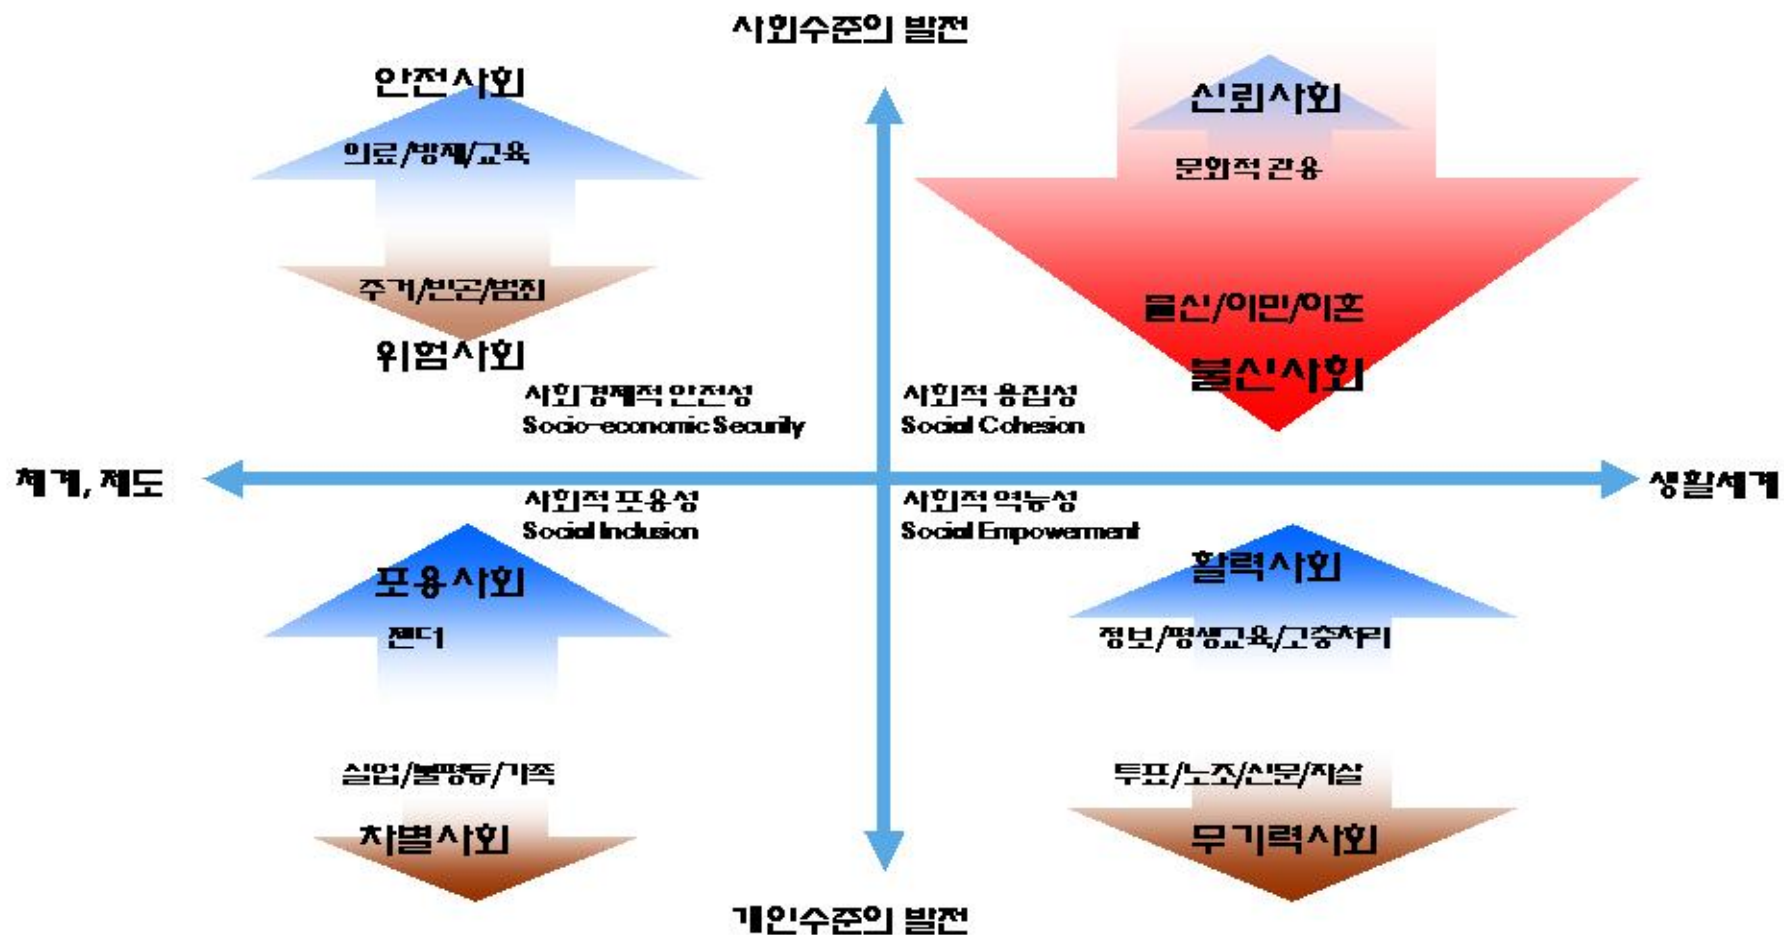 사회수준의 발전
안전사회
의료/방재/교육
주거/빈곤/범죄
위험사회
신뢰사회
문화적 관용
불신/이민/이혼
불신사회
사회경제적 안전성
Socio-economic Security
사회적 응집성
Social Cohesion
체계, 제도
생활세계
사회적 포용성
Social Inclusion
사회적 역능성
Social Empowerment
포용사회
젠더
실업/불평등/가족
차별사회
활력사회
정보/평생교육/고충처리
투표/노조/신문/자살
무기력사회
개인수준의 발전